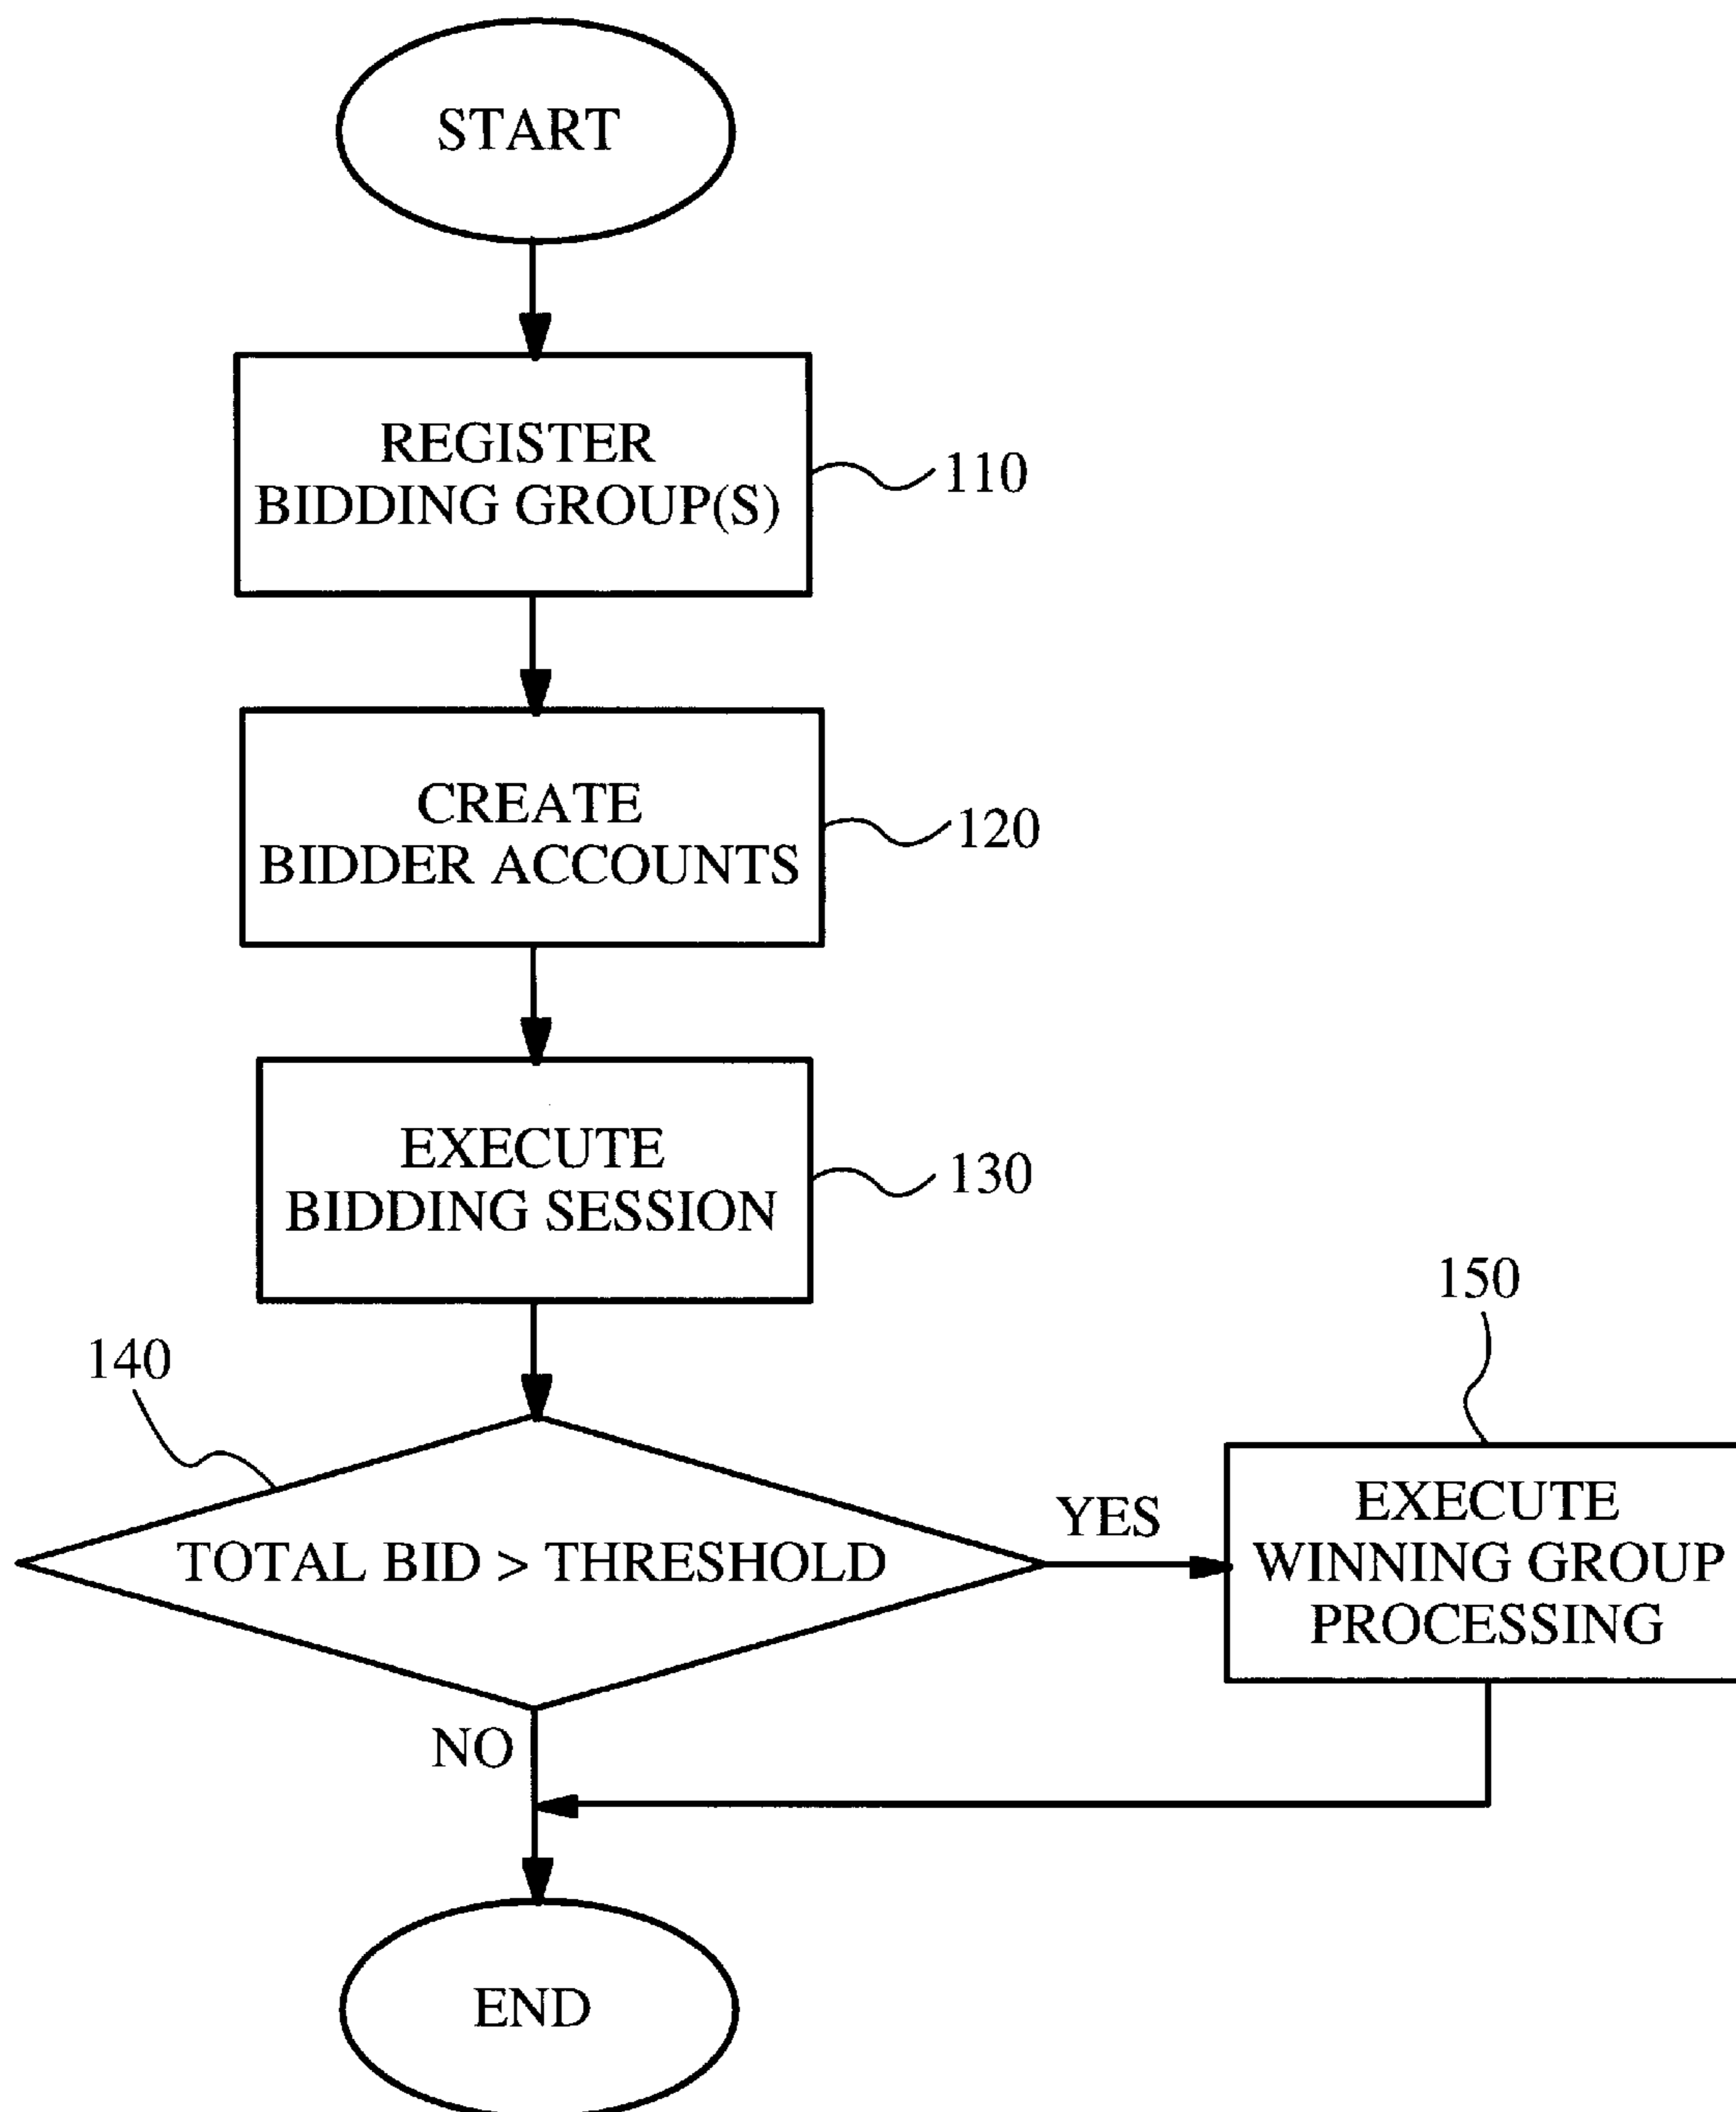 START
REGISTER
BIDDING GROUP(S)
110
CREATE
BIDDER ACCOUNTS
120
EXECUTE
BIDDING SESSION
130
140
TOTAL BID > THRESHOLD
YES
150
EXECUTE
WINNING GROUP
PROCESSING
NO
END